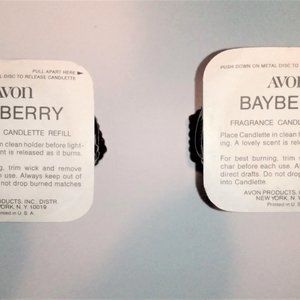 PULL APART HERE
L DISC TO RELEASE CANDLETTE
Avon
BERRY
CANDLETTE REFILL
n clean holder before light-
nt is released as it burns.
ng, trim wick and remove
h use. Always keep out of
not drop burned matches
ODUCTS, INC. DISTR.
YORK, N.Y. 10019
Printed in U. S. A.
PUSH DOWN ON METAL DISC TO
AVON
BAYBE
FRAGRANCE CANDL
Place Candlette in clean h
ing. A lovely scent is relea
For best burning, trim
char before each use. Al
direct drafts. Do not drop
into Candlette.
AVON PRODUCTS, I
NEW YORK, N.Y
Printed in U. S